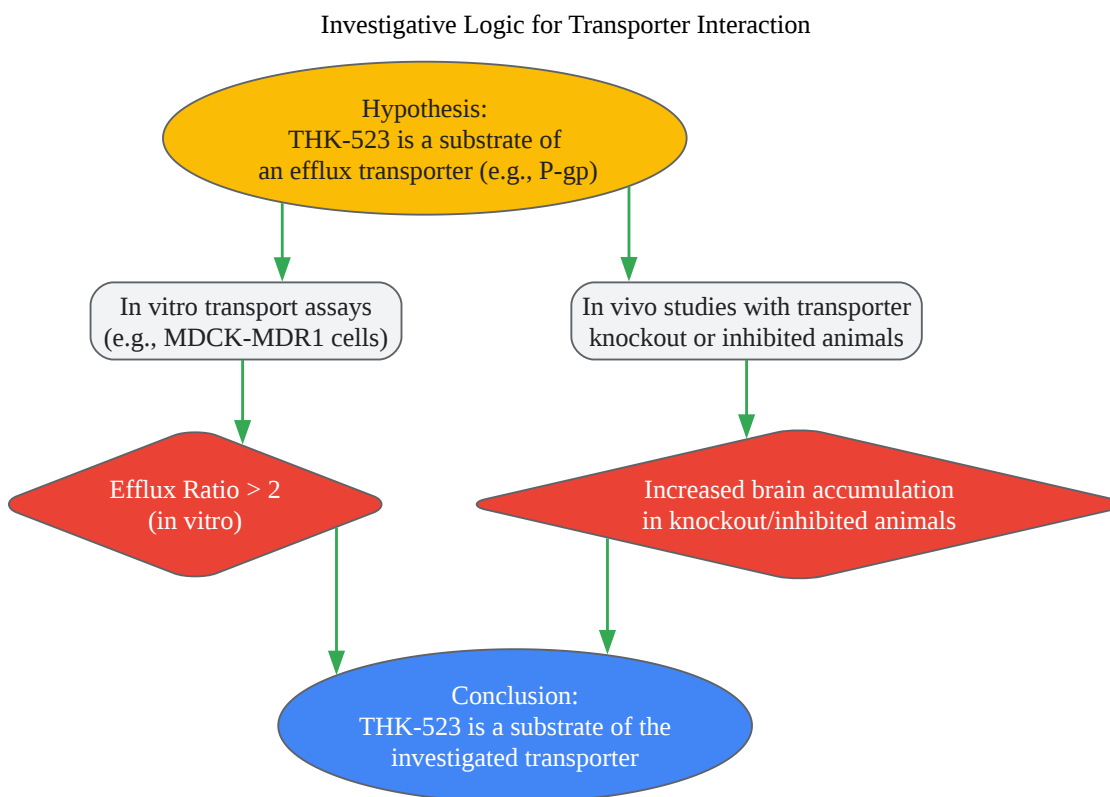 Investigative Logic for Transporter Interaction
Hypothesis:
THK-523 is a substrate of
an efflux transporter (e.g., P-gp)
In vitro transport assays
(e.g., MDCK-MDR1 cells)
In vivo studies with transporter
knockout or inhibited animals
Efflux Ratio > 2
(in vitro)
Increased brain accumulation
in knockout/inhibited animals
Conclusion:
THK-523 is a substrate of the
investigated transporter